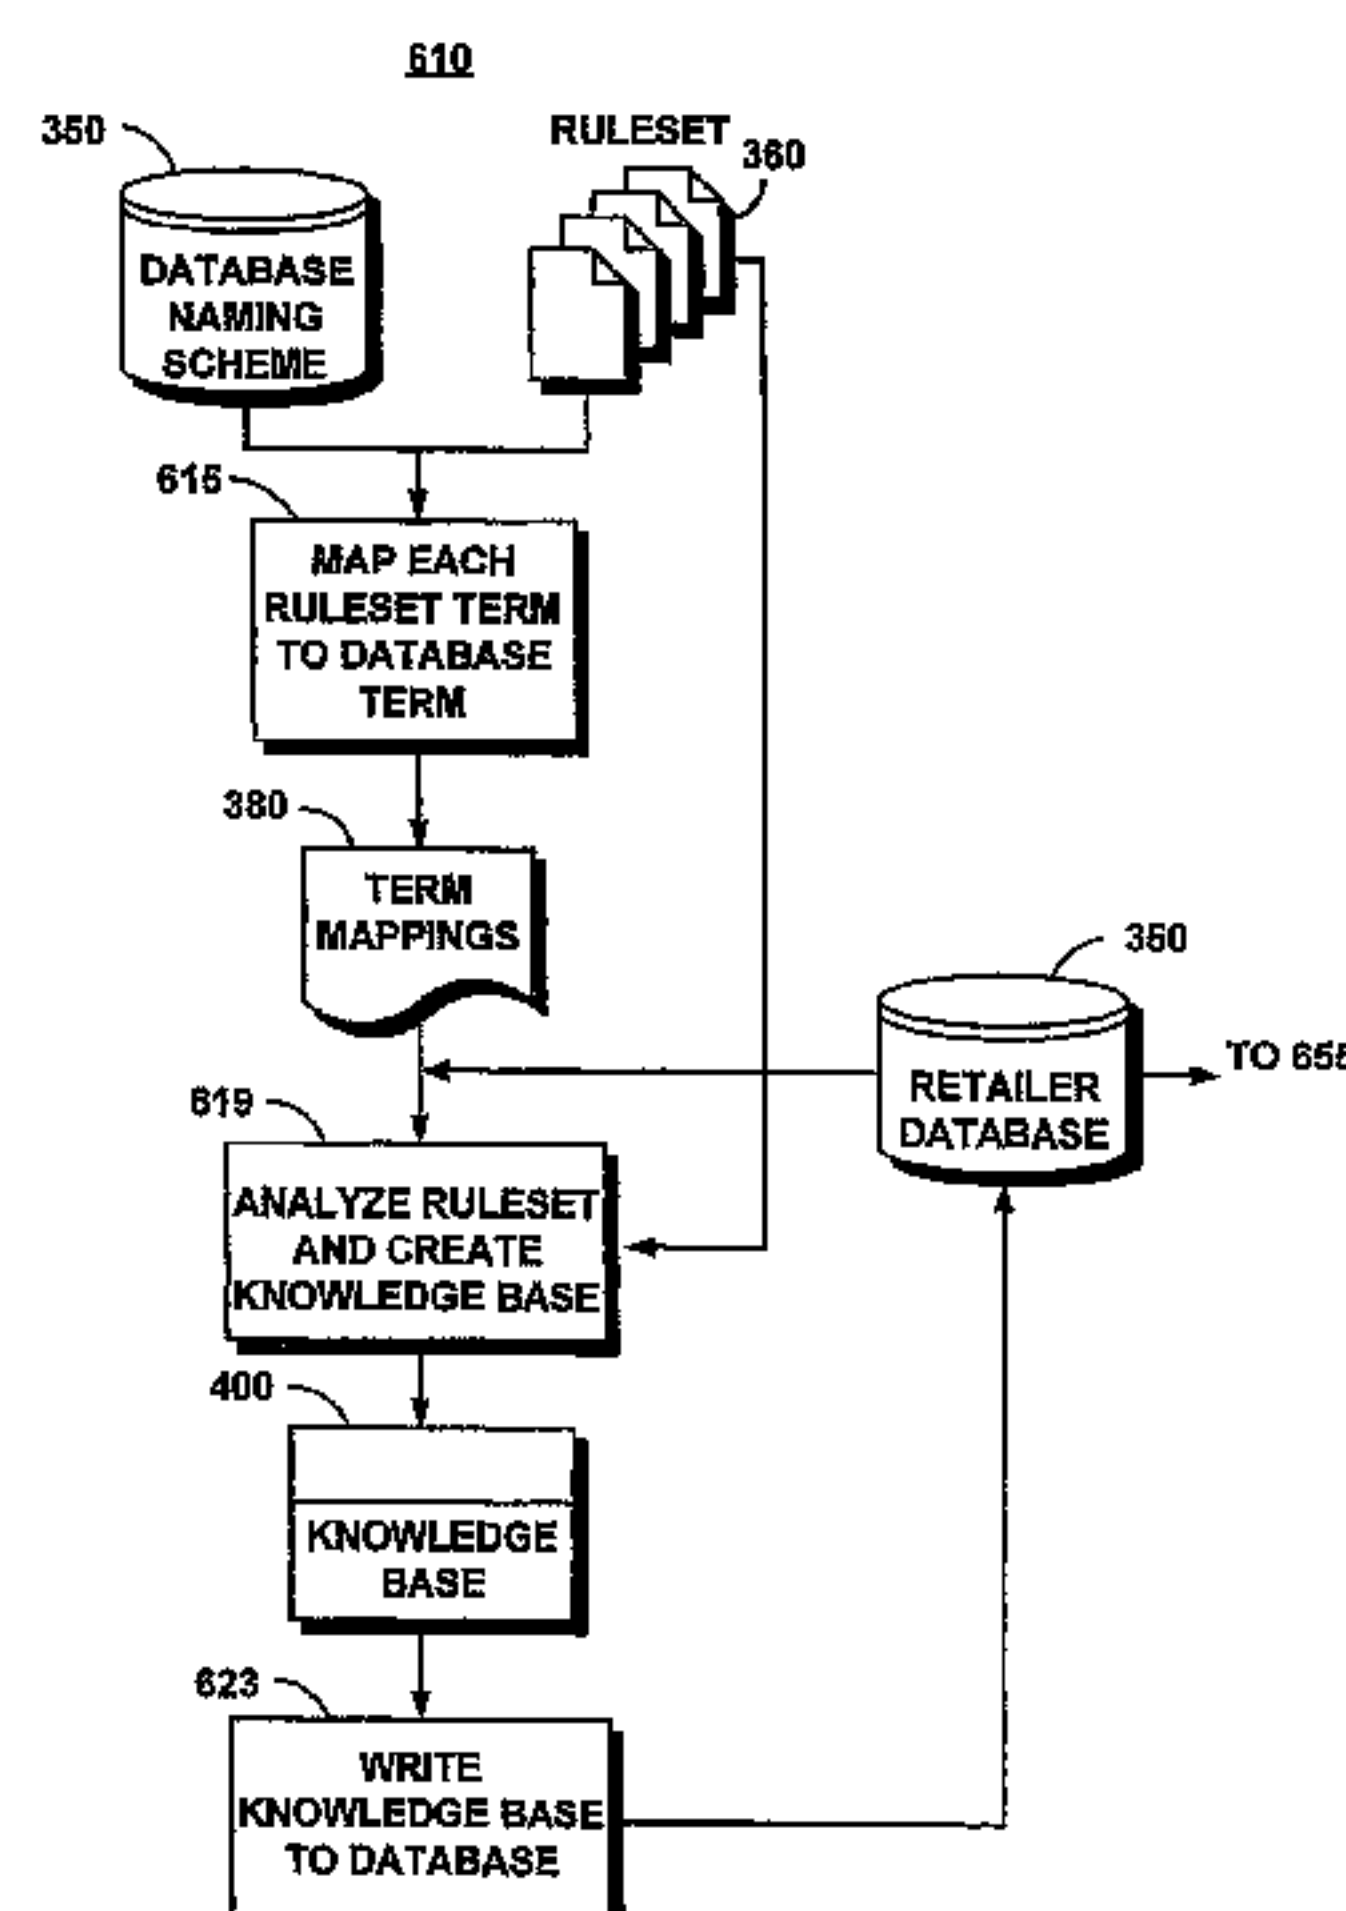 610
350
RULESET
360
DATABASE
NAMING
SCHEME
615
MAP EACH
RULESET TERM
TO DATABASE
TERM
380
TERM
MAPPINGS
350
TO 655
RETAILER
DATABASE
619
ANALYZE RULESET
AND CREATE
KNOWLEDGE BASE
400
KNOWLEDGE
BASE
623
WRITE
KNOWLEDGE BASE
TO DATABASE